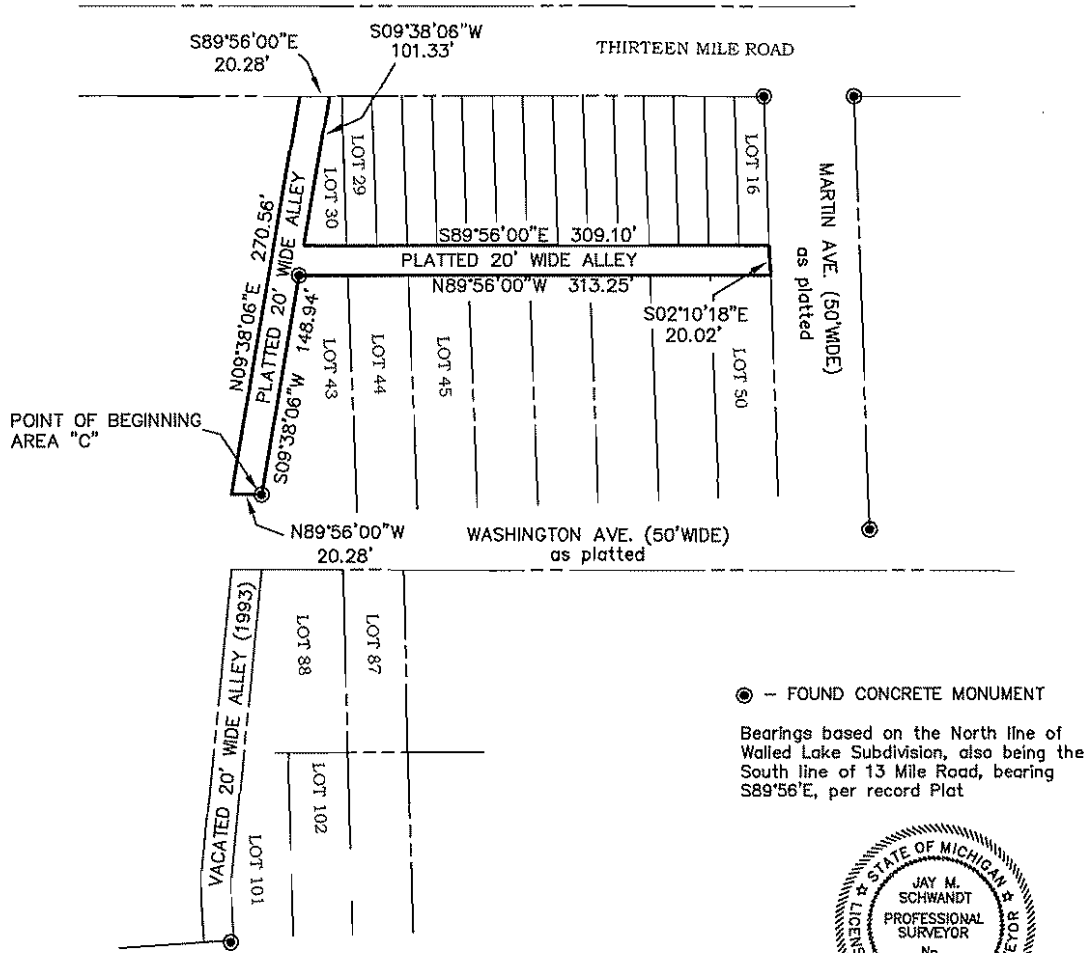 S89°56'00"E
20.28'
S09°38'06"W
101.33'
THIRTEEN MILE ROAD
LOT 30
LOT 29
LOT 16
MARTIN AVE. (50'WIDE)
as platted
N09°38'06"E 270.56'
PLATTED 20' WIDE ALLEY
S89°56'00"E 309.10'
PLATTED 20' WIDE ALLEY
N89°56'00"W 313.25'
S02°10'18"E
20.02'
S09°38'06"W 148.94'
LOT 43
LOT 44
LOT 45
LOT 50
POINT OF BEGINNING
AREA "C"
N89°56'00"W
20.28'
WASHINGTON AVE. (50'WIDE)
as platted
VACATED 20' WIDE ALLEY (1993)
LOT 88
LOT 87
LOT 102
LOT 101
– FOUND CONCRETE MONUMENT
Bearings based on the North line of
Walled Lake Subdivision, also being the
South line of 13 Mile Road, bearing
S89°56'E, per record Plat
STATE OF MICHIGAN
JAY M.
SCHWANDT
PROFESSIONAL
SURVEYOR
No.